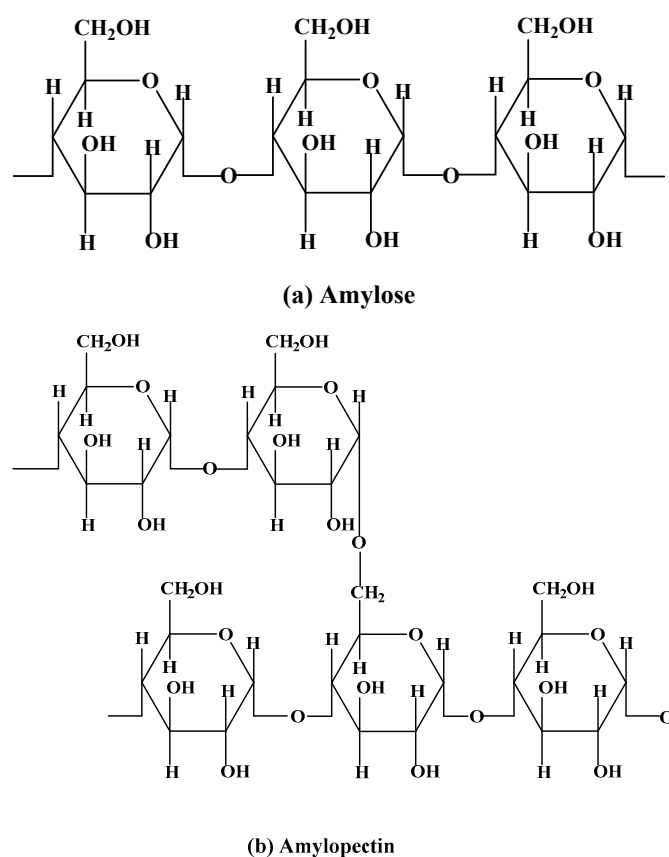 CH₂OH CH₂OH CH₂OH
H O H H O H H O H
H H H
OH H OH H OH H
O O
H OH H OH H OH
(a) Amylose
CH₂OH CH₂OH
H O H H O H
H H
OH H OH H
O
H OH H OH
O
CH₂OH CH₂ CH₂OH
H O H H O H H O H
H H H
OH H OH H OH H
O O O
H OH H OH H OH
(b) Amylopectin